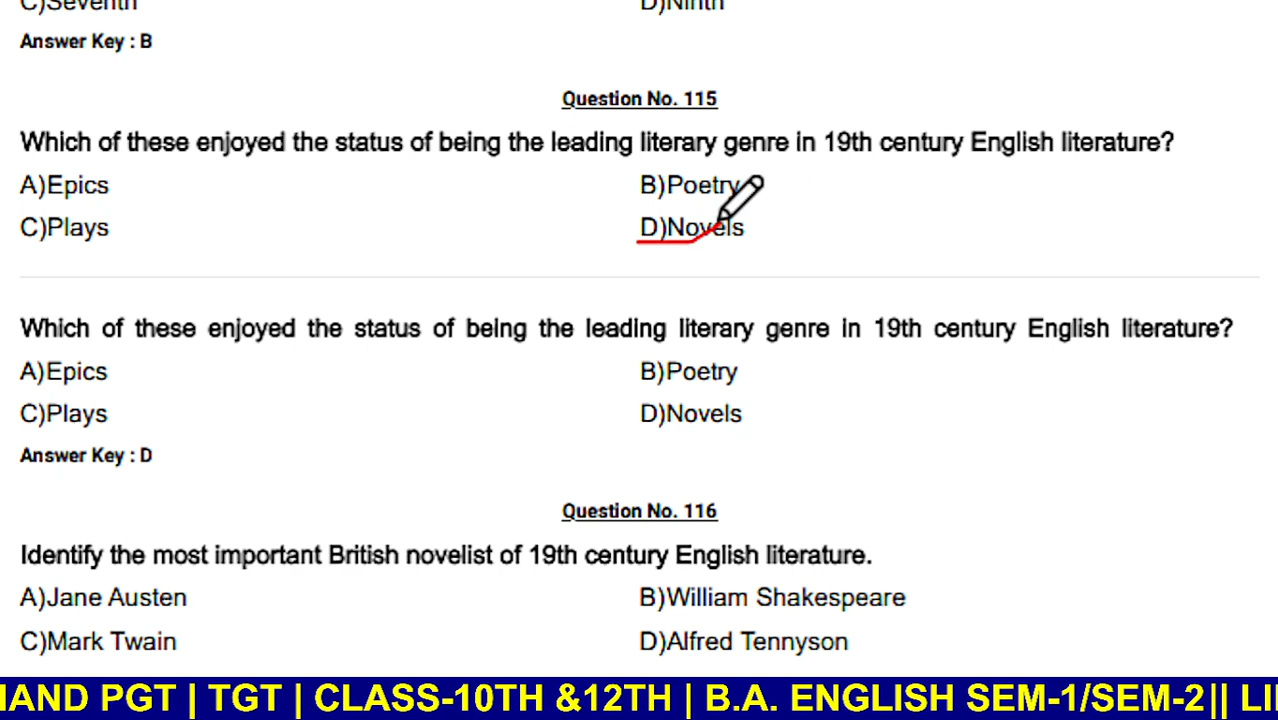 C)Seventh D)Ninth
Answer Key : B
Question No. 115
Which of these enjoyed the status of being the leading literary genre in 19th century English literature?
A)Epics B)Poetry
C)Plays D)Novels
Which of these enjoyed the status of being the leading literary genre in 19th century English literature?
A)Epics B)Poetry
C)Plays D)Novels
Answer Key : D
Question No. 116
Identify the most important British novelist of 19th century English literature.
A)Jane Austen B)William Shakespeare
C)Mark Twain D)Alfred Tennyson
HAND PGT | TGT | CLASS-10TH &12TH | B.A. ENGLISH SEM-1/SEM-2|| LI